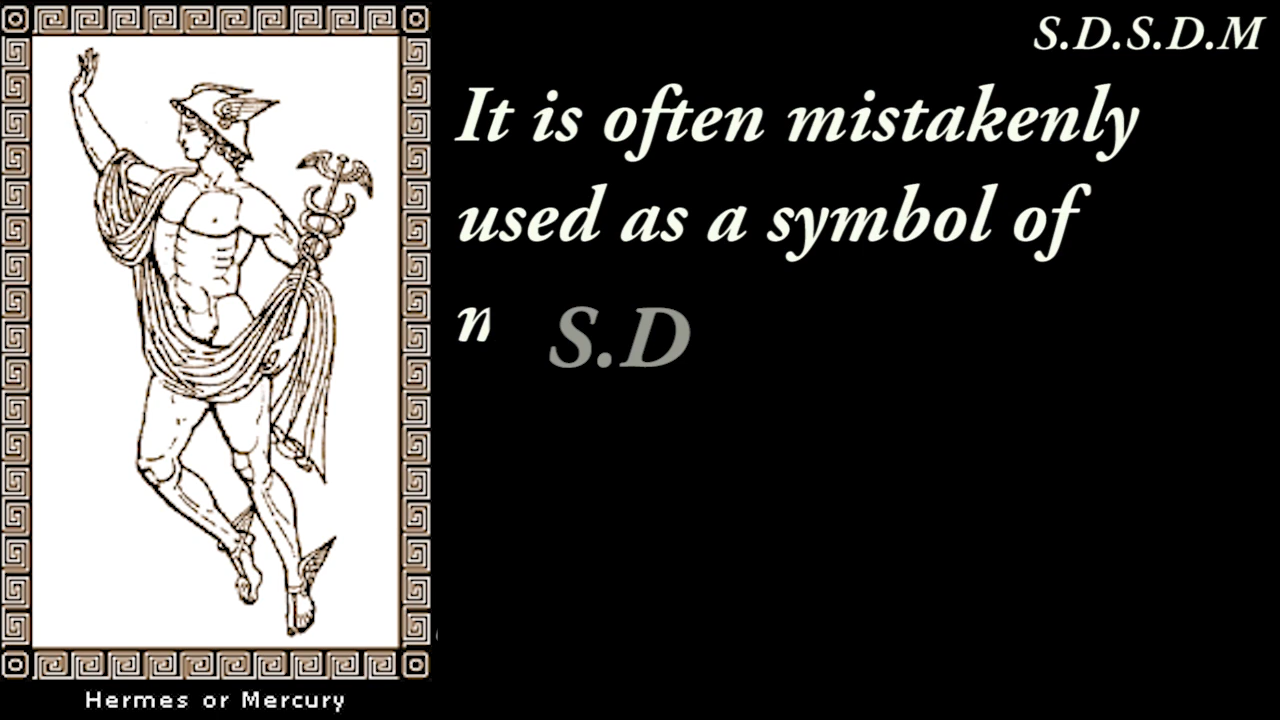 S.D.S.D.M
It is often mistakenly
used as a symbol of
n
S.D
Hermes or Mercury